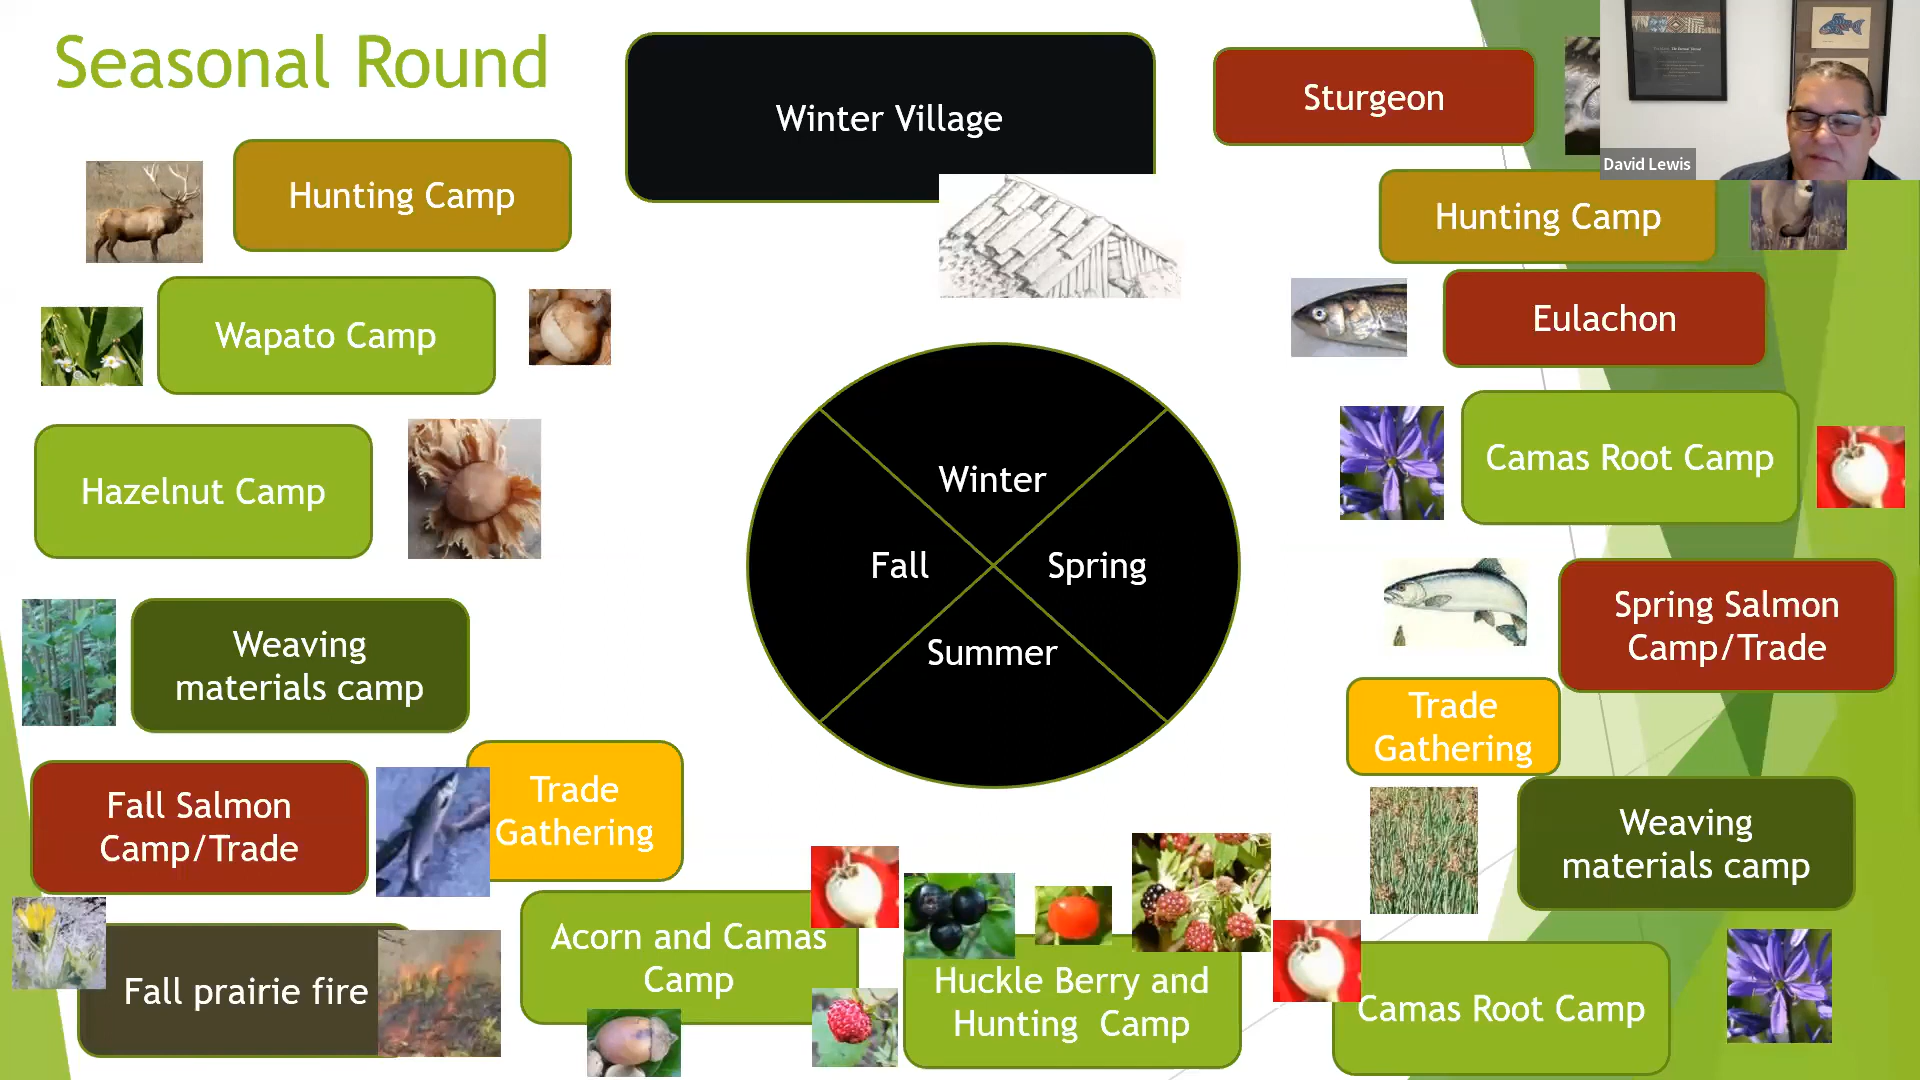 Seasonal Round
Winter Village
Sturgeon
David Lewis
Hunting Camp
Hunting Camp
Wapato Camp
Eulachon
Hazelnut Camp
Camas Root Camp
Winter
Fall
Spring
Summer
Weaving
materials camp
Spring Salmon
Camp/Trade
Trade
Gathering
Fall Salmon
Camp/Trade
Trade
Gathering
Weaving
materials camp
Fall prairie fire
Acorn and Camas
Camp
Huckle Berry and
Hunting Camp
Camas Root Camp